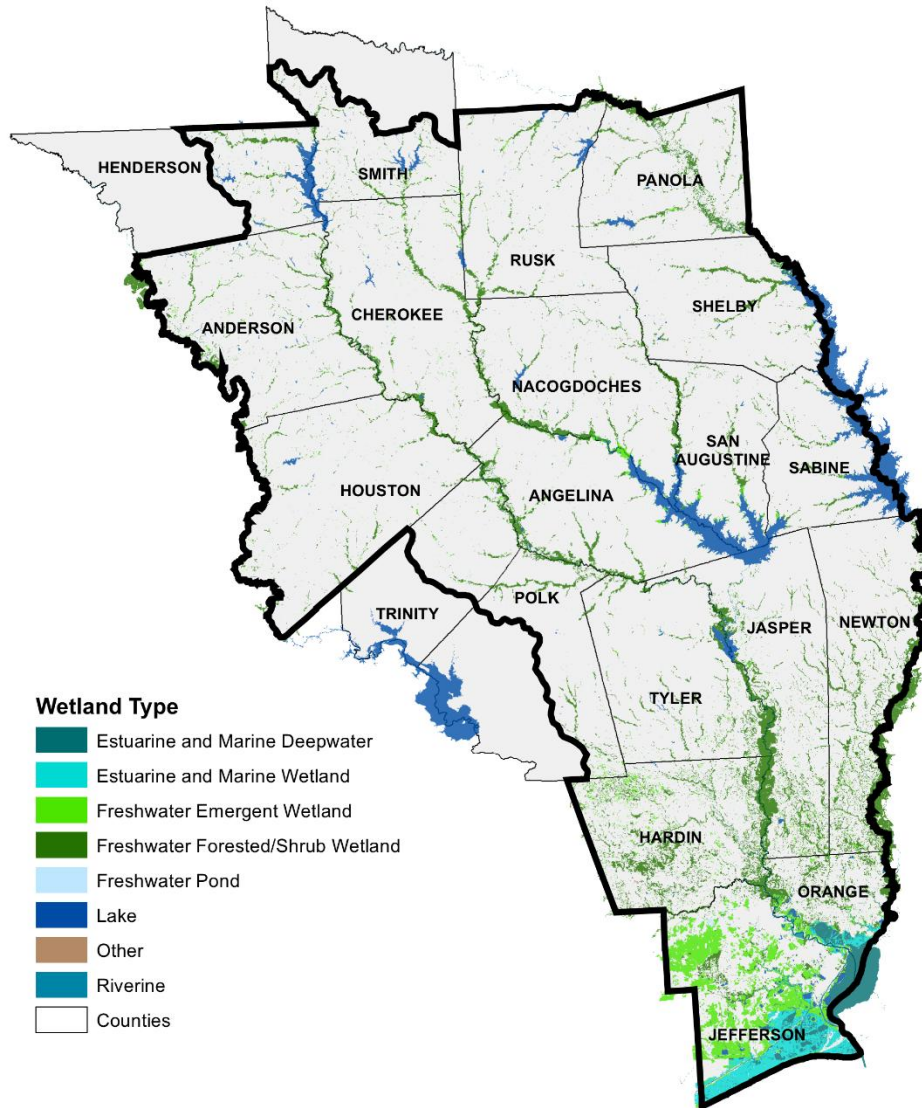 HENDERSON
SMITH
PANOLA
RUSK
SHELBY
CHEROKEE
ANDERSON
NACOGDOCHES
SAN
AUGUSTINE
SABINE
HOUSTON
ANGELINA
POLK
TRINITY
JASPER
NEWTON
TYLER
HARDIN
ORANGE
JEFFERSON
Wetland Type
Estuarine and Marine Deepwater
Estuarine and Marine Wetland
Freshwater Emergent Wetland
Freshwater Forested/Shrub Wetland
Freshwater Pond
Lake
Other
Riverine
Counties